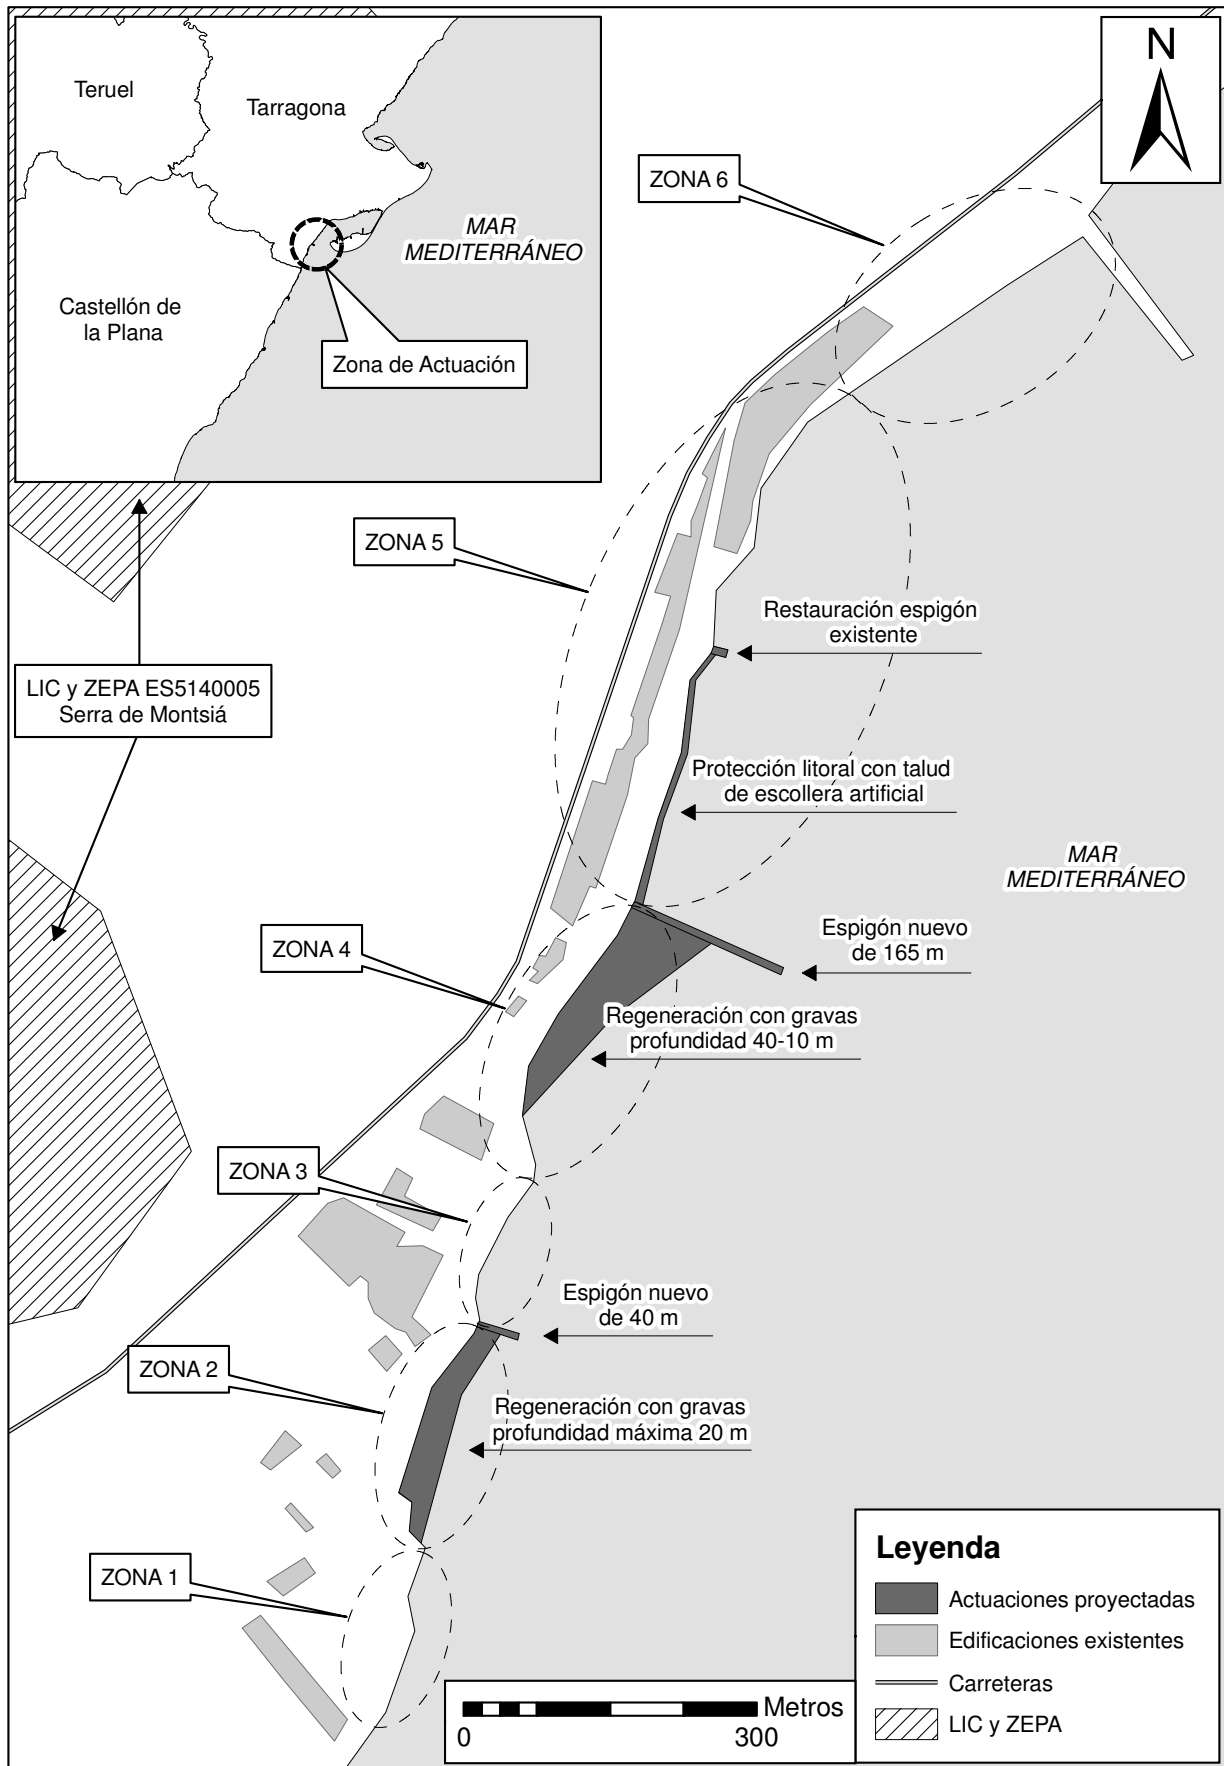 Teruel
Tarragona
MAR
MEDITERRÁNEO
Castellón de
la Plana
Zona de Actuación
N
ZONA 6
ZONA 5
Restauración espigón
existente
LIC y ZEPA ES5140005
Serra de Montsiá
Protección litoral con talud
de escollera artificial
MAR
MEDITERRÁNEO
ZONA 4
Espigón nuevo
de 165 m
Regeneración con gravas
profundidad 40-10 m
ZONA 3
Espigón nuevo
de 40 m
ZONA 2
Regeneración con gravas
profundidad máxima 20 m
ZONA 1
Leyenda
Actuaciones proyectadas
Edificaciones existentes
Carreteras
LIC y ZEPA
Metros
0 300